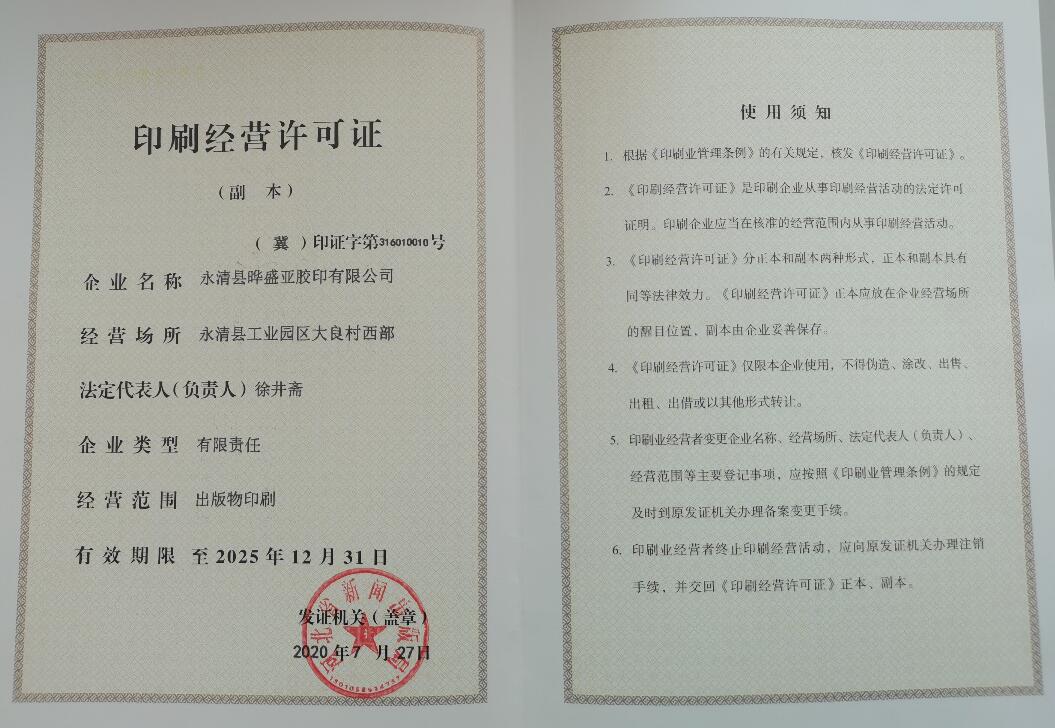 印刷经营许可证
（副 本）
（冀）印证字第316010010号
企业名称 永清县晔盛亚胶印有限公司
经营场所 永清县工业园区大良村西部
法定代表人（负责人）徐井斋
企业类型 有限责任
经营范围 出版物印刷
有效期限 至2025年12月31日
河北省新闻出版局
发证机关（盖章）
2020年7月27日
使用须知
1. 根据《印刷业管理条例》的有关规定，核发《印刷经营许可证》。
2. 《印刷经营许可证》是印刷企业从事印刷经营活动的法定许可
证明。印刷企业应当在核准的经营范围内从事印刷经营活动。
3. 《印刷经营许可证》分正本和副本两种形式，正本和副本具有
同等法律效力。《印刷经营许可证》正本应放在企业经营场所
的醒目位置，副本由企业妥善保存。
4. 《印刷经营许可证》仅限本企业使用，不得伪造、涂改、出售、
出租、出借或以其他形式转让。
5. 印刷业经营者变更企业名称、经营场所、法定代表人（负责人）、
经营范围等主要登记事项，应按照《印刷业管理条例》的规定
及时到原发证机关办理备案变更手续。
6. 印刷业经营者终止印刷经营活动，应向原发证机关办理注销
手续，并交回《印刷经营许可证》正本、副本。